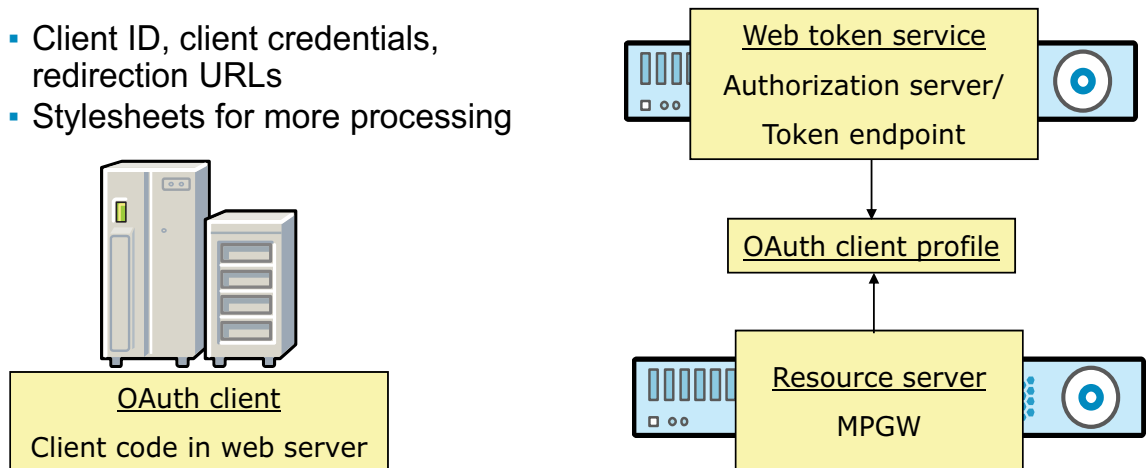 ▪ Client ID, client credentials,
redirection URLs
▪ Stylesheets for more processing
OAuth client
Client code in web server
Web token service
Authorization server/
Token endpoint
OAuth client profile
Resource server
MPGW